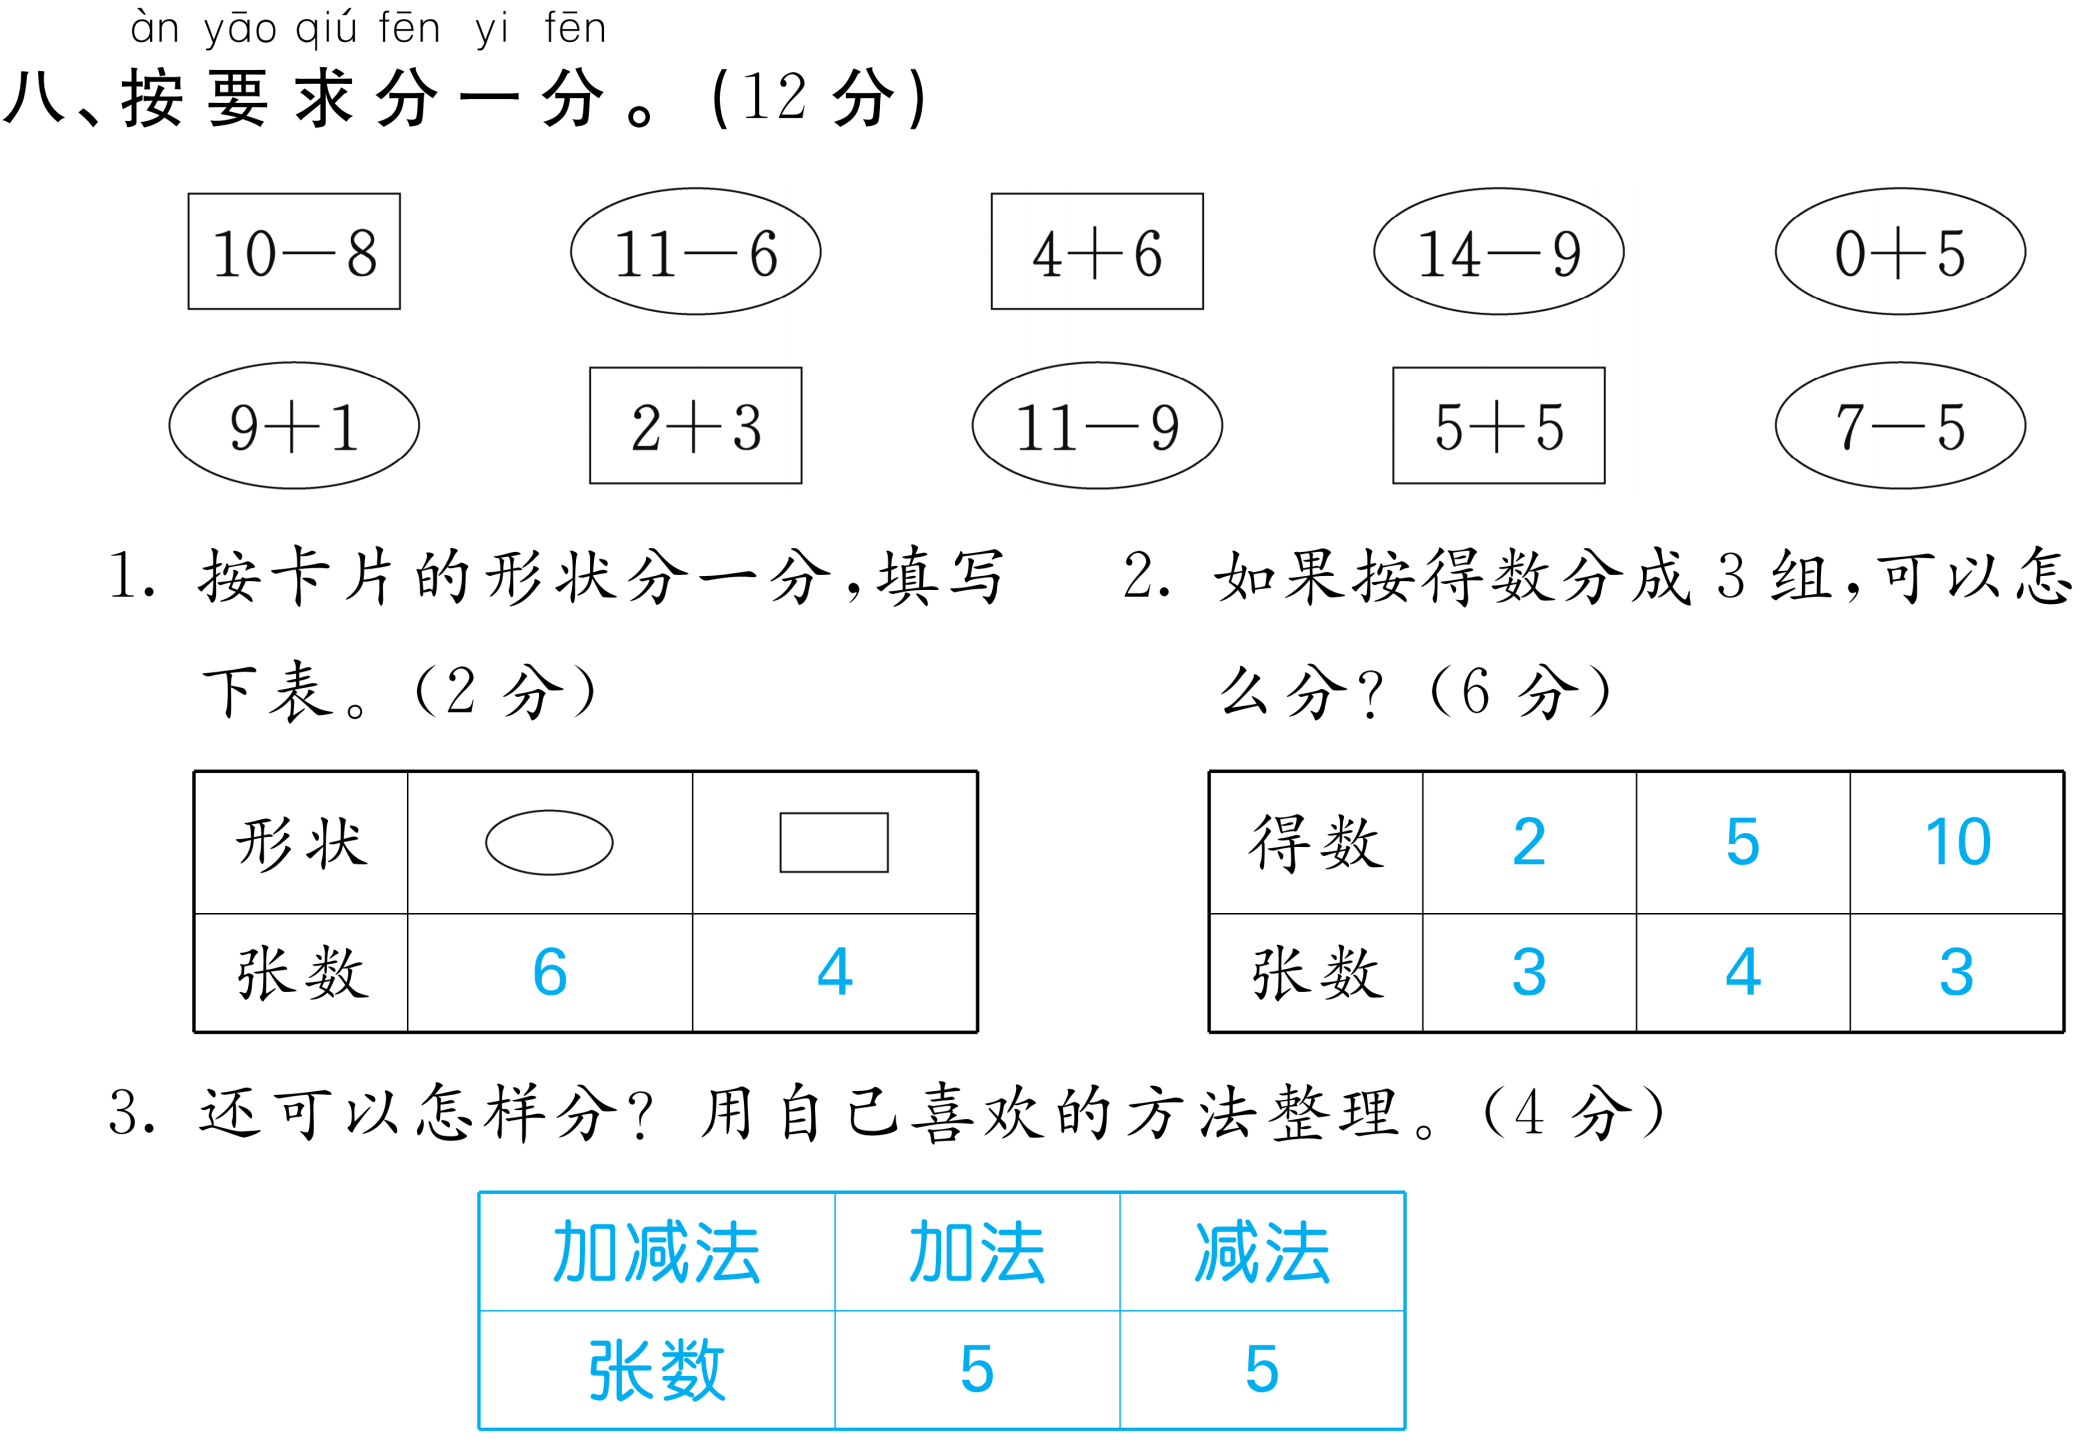 àn yāo qiú fēn yi fēn
八、按要求分一分。(12 分)
10－8 11－6 4＋6 14－9 0＋5
9＋1 2＋3 11－9 5＋5 7－5
1. 按卡片的形状分一分,填写
下表。(2 分)
形状
张数 6 4
2. 如果按得数分成 3 组,可以怎
么分?(6 分)
得数 2 5 10
张数 3 4 3
3. 还可以怎样分? 用自己喜欢的方法整理。(4 分)
加减法 加法 减法
张数 5 5